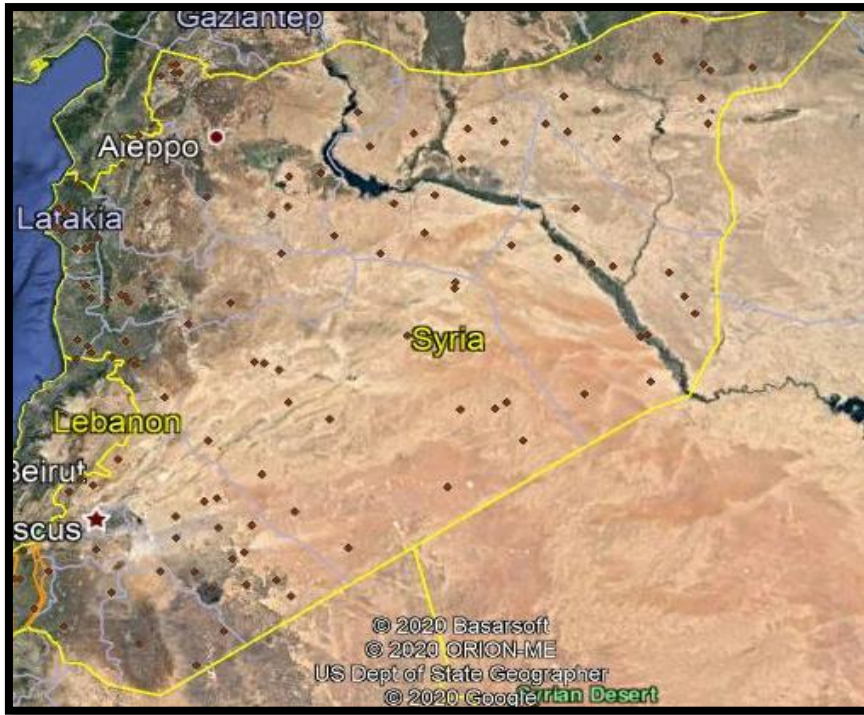 Gaziantep
Aleppo
Latakia
Syria
Lebanon
Beirut
scus
© 2020 Basarsoft
© 2020 ORION-ME
US Dept of State Geographer
© 2020 Google
Syrian Desert